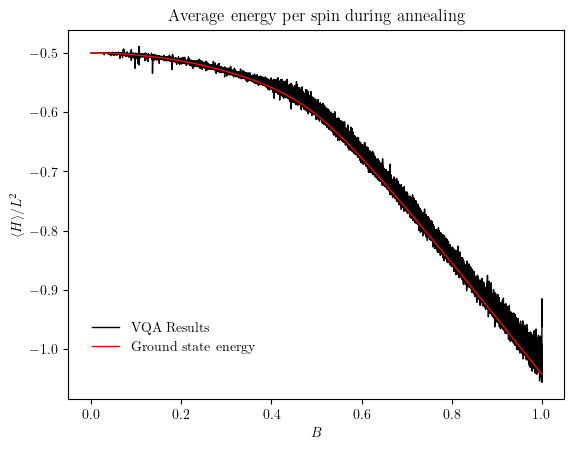 Average energy per spin during annealing
⟨H⟩/L²
−0.5
−0.6
−0.7
−0.8
−0.9
−1.0
VQA Results
Ground state energy
0.0 0.2 0.4 0.6 0.8 1.0
B